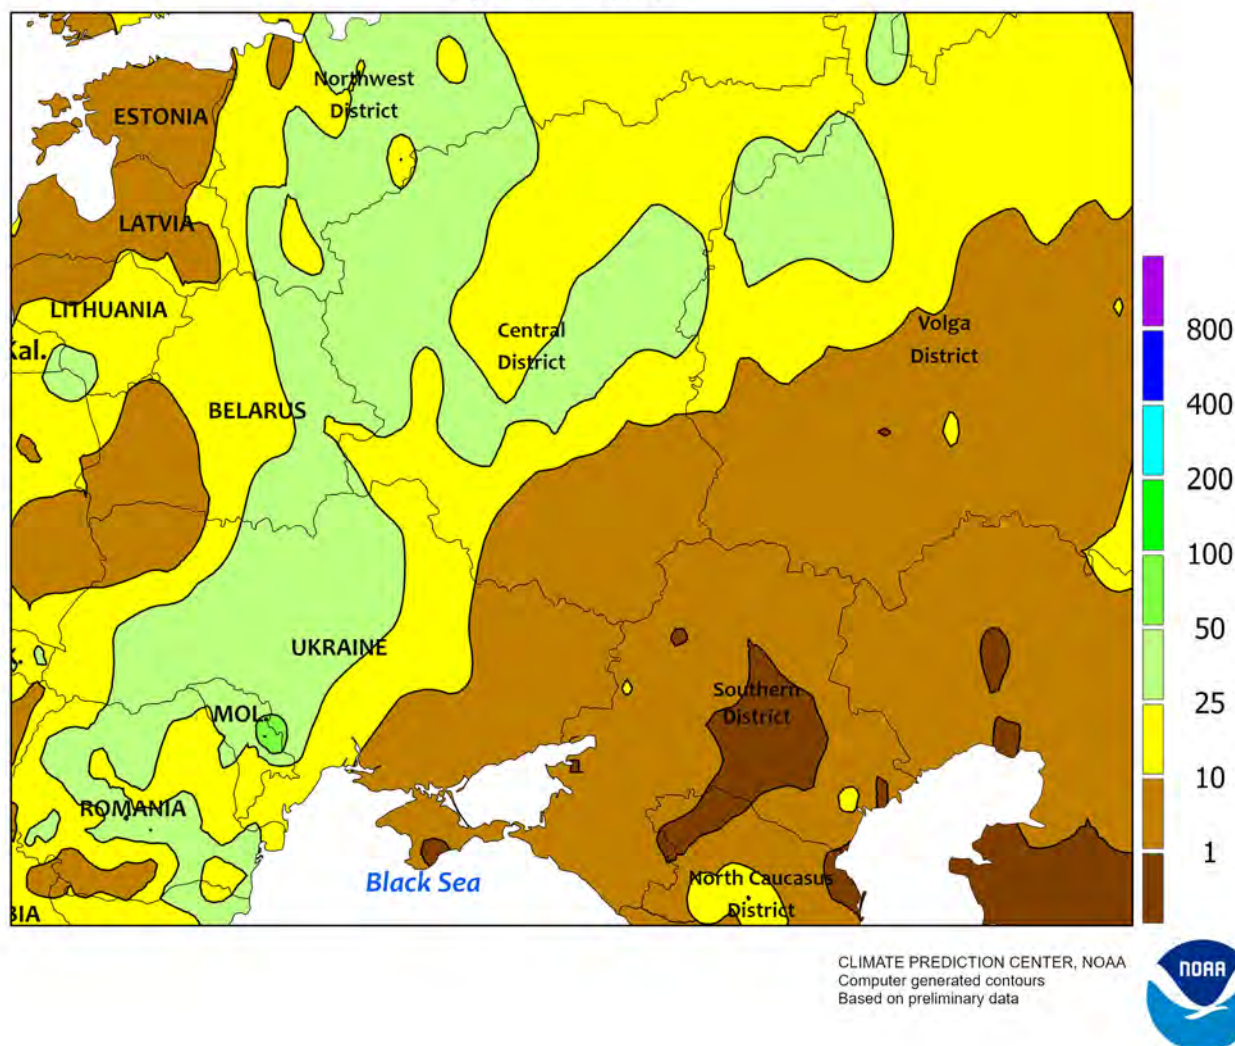 Northwest
District
ESTONIA
LATVIA
LITHUANIA
Kal.
Central
District
Volga
District
BELARUS
UKRAINE
Southern
District
MOL.
ROMANIA
Black Sea
North Caucasus
District
BIA
800
400
200
100
50
25
10
1
CLIMATE PREDICTION CENTER, NOAA
Computer generated contours
Based on preliminary data
NOAA